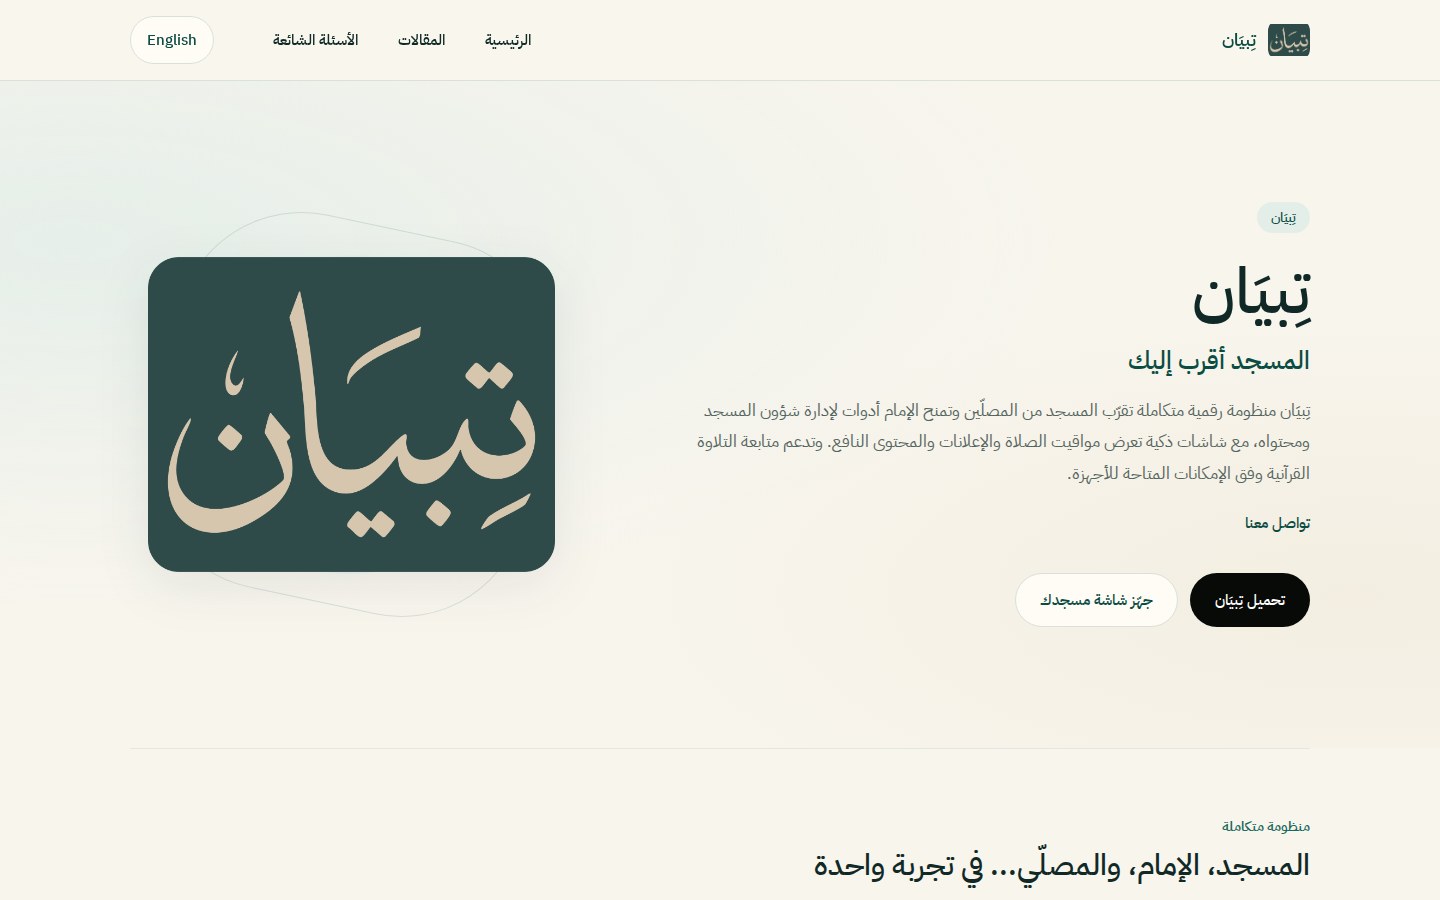 تِبيَان
تِبيَان
الرئيسية
المقالات
الأسئلة الشائعة
English
تِبيَان
تِبيَان
المسجد أقرب إليك
تِبيَان منظومة رقمية متكاملة تقرّب المسجد من المصلّين وتمنح الإمام أدوات لإدارة شؤون المسجد
ومحتواه، مع شاشات ذكية تعرض مواقيت الصلاة والإعلانات والمحتوى النافع. وتدعم متابعة التلاوة
القرآنية وفق الإمكانات المتاحة للأجهزة.
تواصل معنا
تحميل تِبيَان
جهّز شاشة مسجدك
تِبيَانْ
منظومة متكاملة
المسجد، الإمام، والمصلّي... في تجربة واحدة